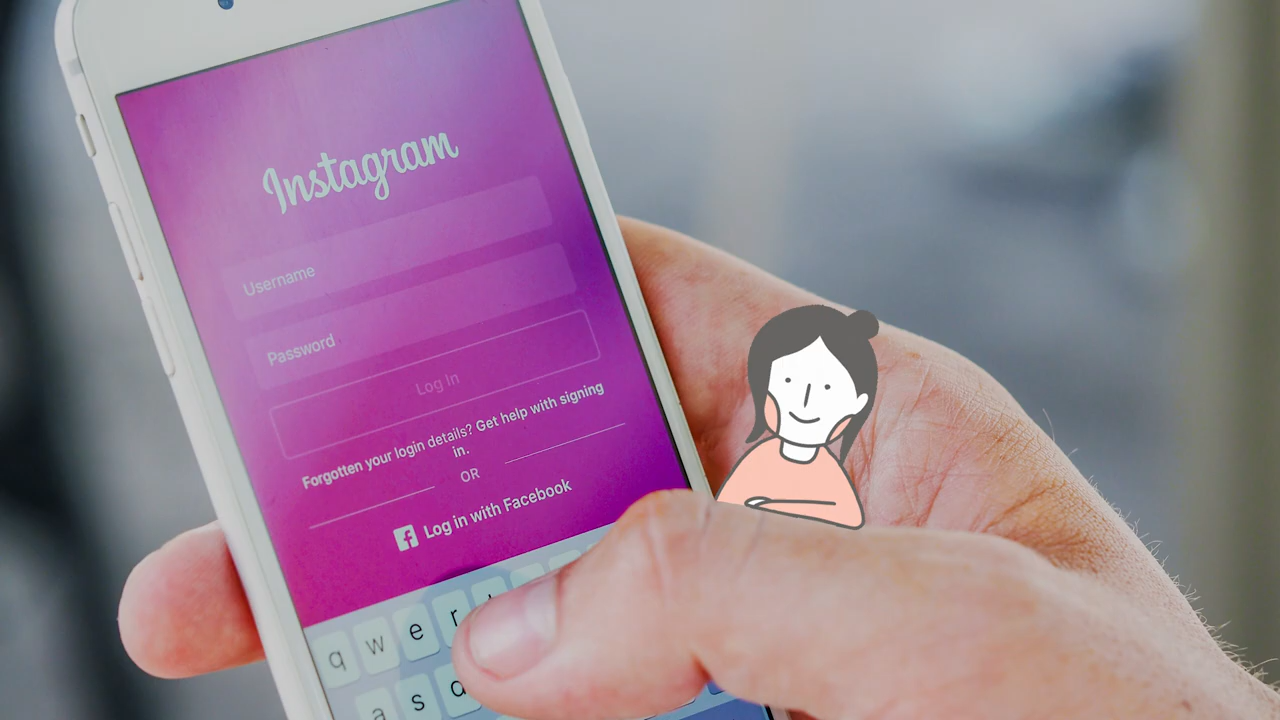 Instagram
Username
Password
Log In
Forgotten your login details? Get help with signing
in.
OR
Log in with Facebook
q w e r
a s